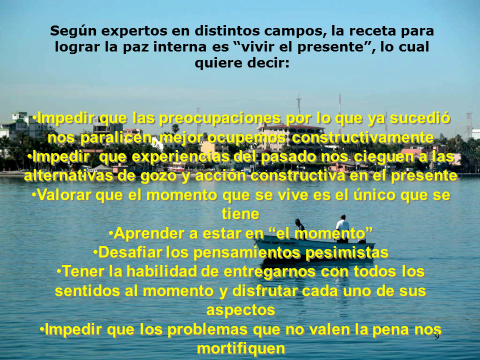 Según expertos en distintos campos, la receta para
lograr la paz interna es “vivir el presente”, lo cual
quiere decir:
•Impedir que las preocupaciones por lo que ya sucedió
nos paralicen, mejor ocupemos constructivamente
•Impedir  que experiencias del pasado nos cieguen a las
alternativas de gozo y acción constructiva en el presente
•Valorar que el momento que se vive es el único que se
tiene
•Aprender a estar en “el momento”
•Desafiar los pensamientos pesimistas
•Tener la habilidad de entregarnos con todos los
sentidos al momento y disfrutar cada uno de sus
aspectos
•Impedir que los problemas que no valen la pena nos
mortifiquen
9